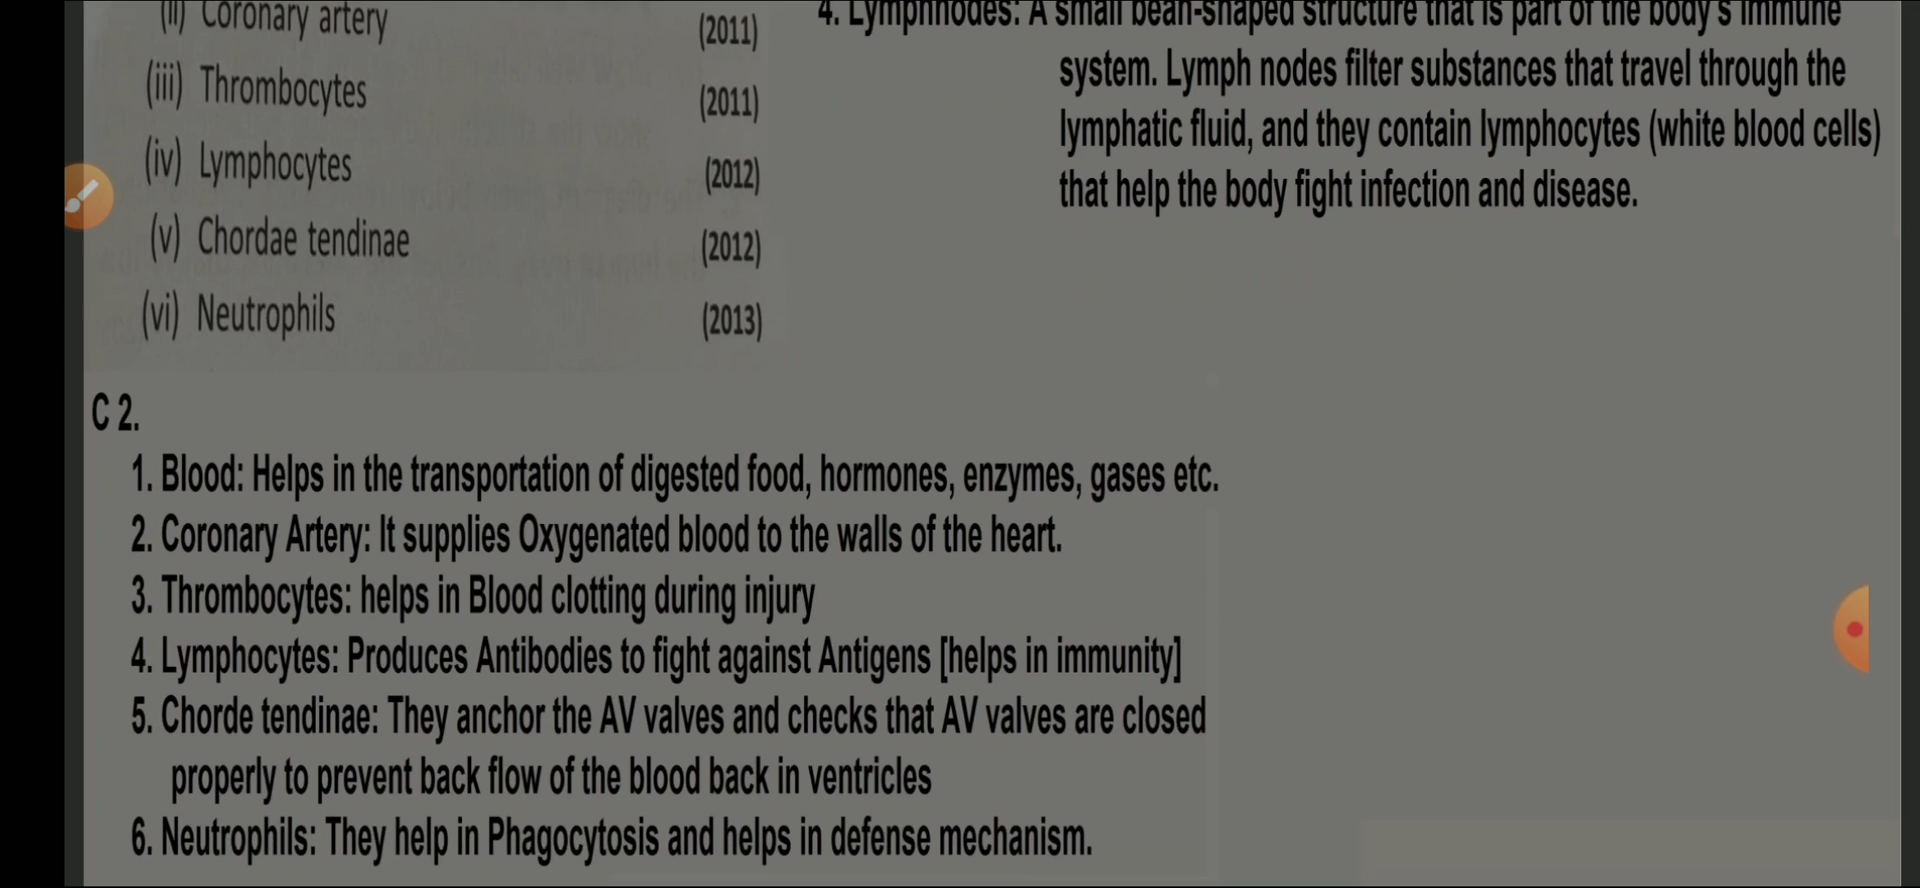 (ii) Coronary artery (2011)
(iii) Thrombocytes (2011)
(iv) Lymphocytes (2012)
(v) Chordae tendinae (2012)
(vi) Neutrophils (2013)
4. Lymphnodes: A small bean-shaped structure that is part of the body's immune
system. Lymph nodes filter substances that travel through the
lymphatic fluid, and they contain lymphocytes (white blood cells)
that help the body fight infection and disease.
C 2.
1. Blood: Helps in the transportation of digested food, hormones, enzymes, gases etc.
2. Coronary Artery: It supplies Oxygenated blood to the walls of the heart.
3. Thrombocytes: helps in Blood clotting during injury
4. Lymphocytes: Produces Antibodies to fight against Antigens [helps in immunity]
5. Chorde tendinae: They anchor the AV valves and checks that AV valves are closed
properly to prevent back flow of the blood back in ventricles
6. Neutrophils: They help in Phagocytosis and helps in defense mechanism.